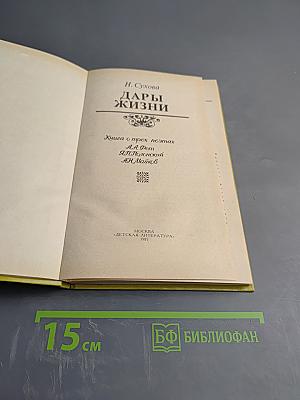 Н. Сухова
ДАРЫ
ЖИЗНИ
Книга о трех поэтах
А.А.Фет
Я.П.Полонский
А.Н.Майков
МОСКВА
«ДЕТСКАЯ ЛИТЕРАТУРА»
15 см
БФ БИБЛИОФАН